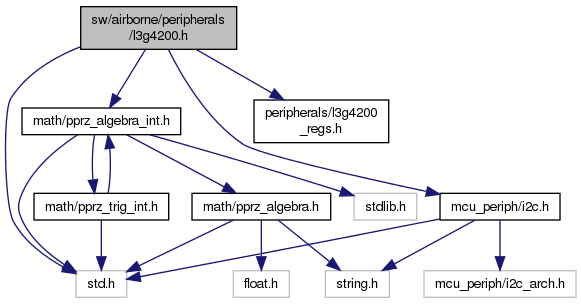 sw/airborne/peripherals
/l3g4200.h
peripherals/l3g4200
_regs.h
math/pprz_algebra_int.h
math/pprz_trig_int.h
math/pprz_algebra.h
stdlib.h
mcu_periph/i2c.h
std.h
float.h
string.h
mcu_periph/i2c_arch.h